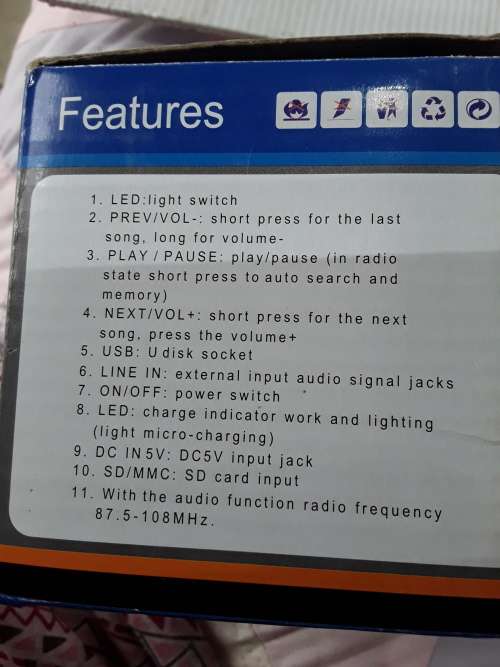 Features
1. LED:light switch
2. PREV/VOL-: short press for the last
song, long for volume-
3. PLAY / PAUSE: play/pause (in radio
state short press to auto search and
memory)
4. NEXT/VOL+: short press for the next
song, press the volume+
5. USB: U disk socket
6. LINE IN: external input audio signal jacks
7. ON/OFF: power switch
8. LED: charge indicator work and lighting
(light micro-charging)
9. DC IN 5V: DC5V input jack
10. SD/MMC: SD card input
11. With the audio function radio frequency
87.5-108MHz.